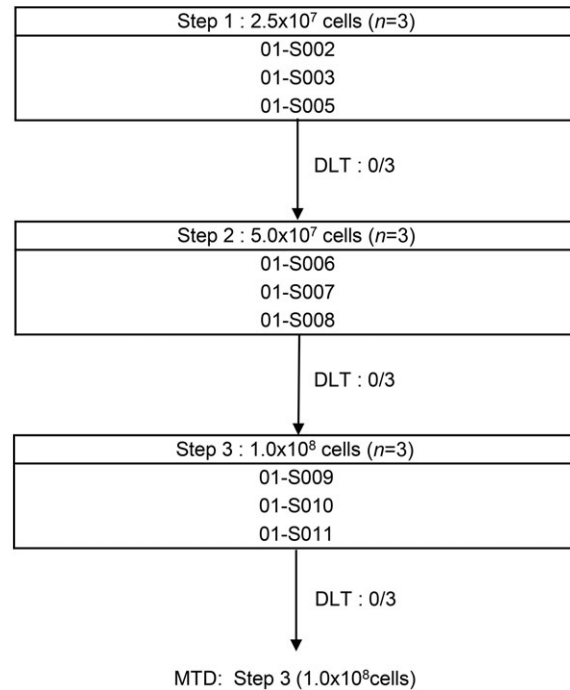 Step 1 : 2.5x10⁷ cells (n=3)
01-S002
01-S003
01-S005
DLT : 0/3
Step 2 : 5.0x10⁷ cells (n=3)
01-S006
01-S007
01-S008
DLT : 0/3
Step 3 : 1.0x10⁸ cells (n=3)
01-S009
01-S010
01-S011
DLT : 0/3
MTD: Step 3 (1.0x10⁸cells)